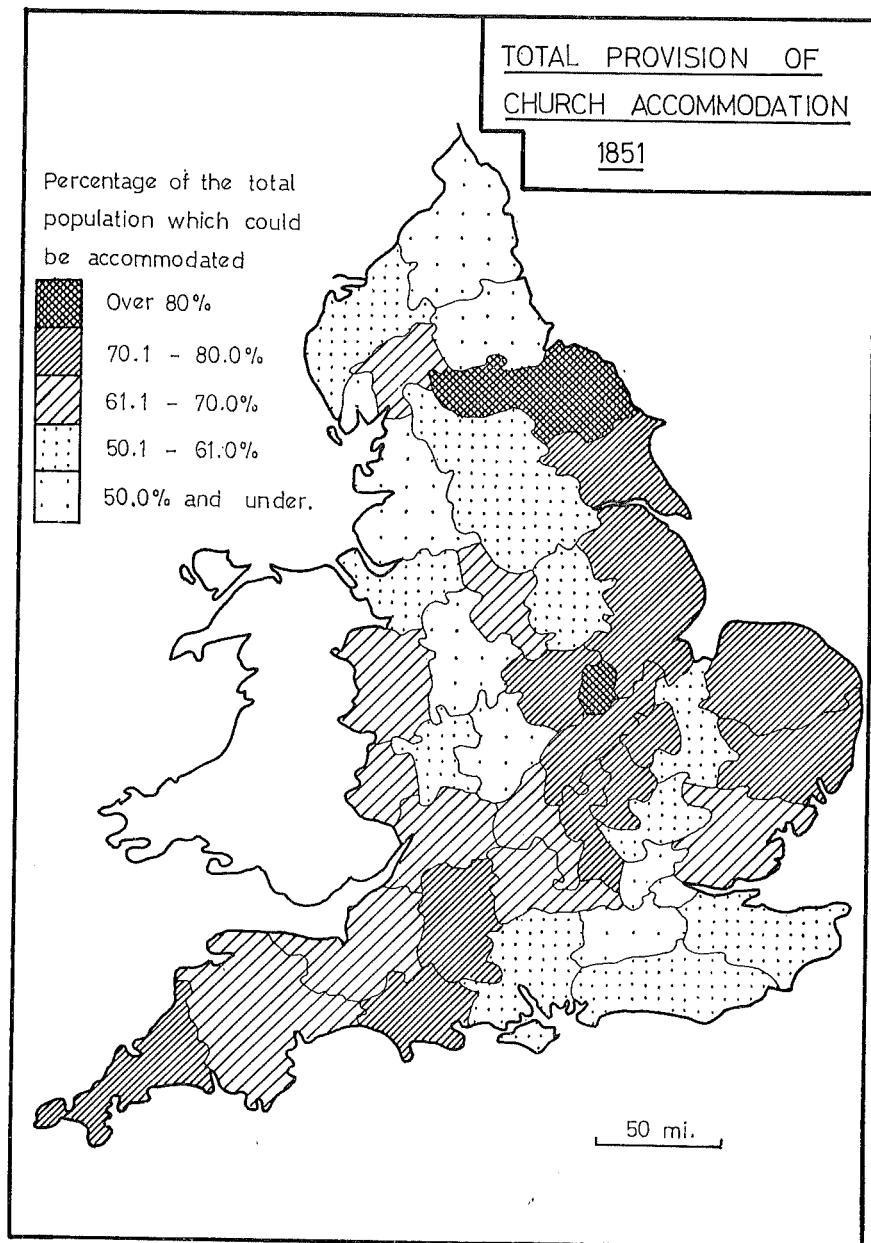 TOTAL PROVISION OF
CHURCH ACCOMMODATION
1851
Percentage of the total
population which could
be accommodated
Over 80%
70.1 - 80.0%
61.1 - 70.0%
50.1 - 61.0%
50.0% and under.
50 mi.